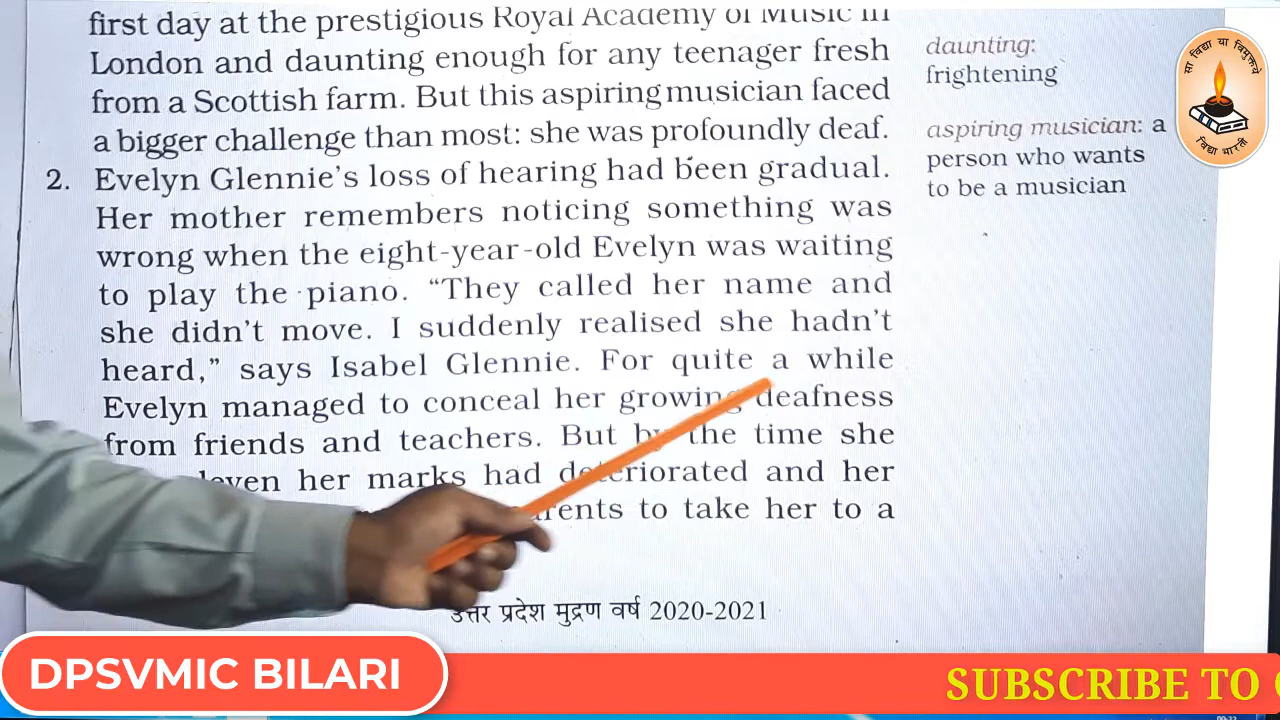 first day at the prestigious Royal Academy of Music in
London and daunting enough for any teenager fresh
from a Scottish farm. But this aspiring musician faced
a bigger challenge than most: she was profoundly deaf.
2. Evelyn Glennie's loss of hearing had been gradual.
Her mother remembers noticing something was
wrong when the eight-year-old Evelyn was waiting
to play the piano. “They called her name and
she didn't move. I suddenly realised she hadn't
heard,” says Isabel Glennie. For quite a while
Evelyn managed to conceal her growing deafness
from friends and teachers. But by the time she
her marks had deteriorated and her
to take her to a
daunting:
frightening
aspiring musician: a
person who wants
to be a musician
सा विद्या या विमुक्तये
विद्या भारती
उत्तर प्रदेश मुद्रण वर्ष 2020-2021
DPSVMIC BILARI
SUBSCRIBE TO